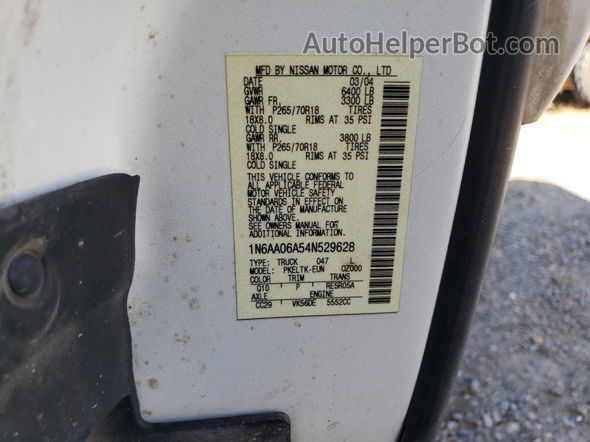 AutoHelperBot.com
MFD BY NISSAN MOTOR CO., LTD
DATE 03/04
GVWR 6400 LB
GAWR FR. 3300 LB
WITH P265/70R18 TIRES
18X8.0 RIMS AT 35 PSI
COLD SINGLE
GAWR RR. 3800 LB
WITH P265/70R18 TIRES
18X8.0 RIMS AT 35 PSI
COLD SINGLE
THIS VEHICLE CONFORMS TO
ALL APPLICABLE FEDERAL
MOTOR VEHICLE SAFETY
STANDARDS IN EFFECT ON
THE DATE OF MANUFACTURE
SHOWN ABOVE.
SEE OWNERS MANUAL FOR
ADDITIONAL INFORMATION.
1N6AA06A54N529628
TYPE: TRUCK 047 L
MODEL: PKELTK-EUN QZ000
COLOR TRIM TRANS
Q10 P RE5R05A
AXLE ENGINE
CC29 VK56DE 5552CC